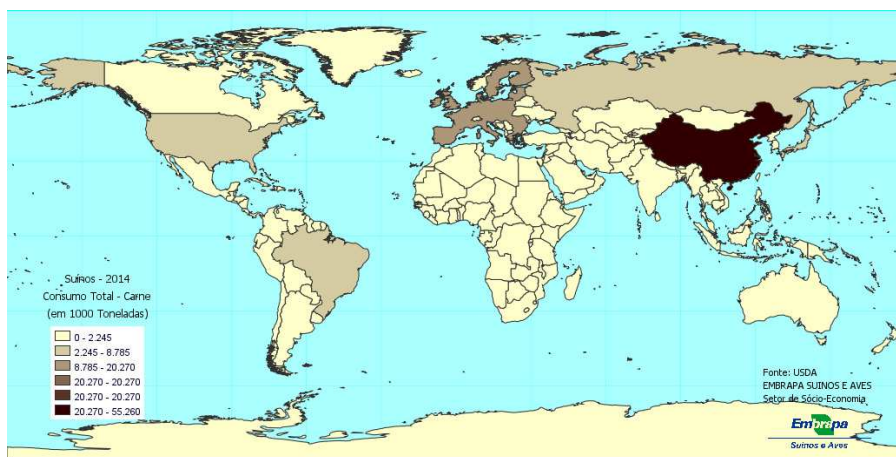 Suínos - 2014
Consumo Total - Carne
(em 1000 Toneladas)
0 - 2.245
2.245 - 8.785
8.785 - 20.270
20.270 - 20.270
20.270 - 20.270
20.270 - 55.260
Fonte: USDA
EMBRAPA SUINOS E AVES
Setor de Sócio-Economia
Embrapa
Suínos e Aves